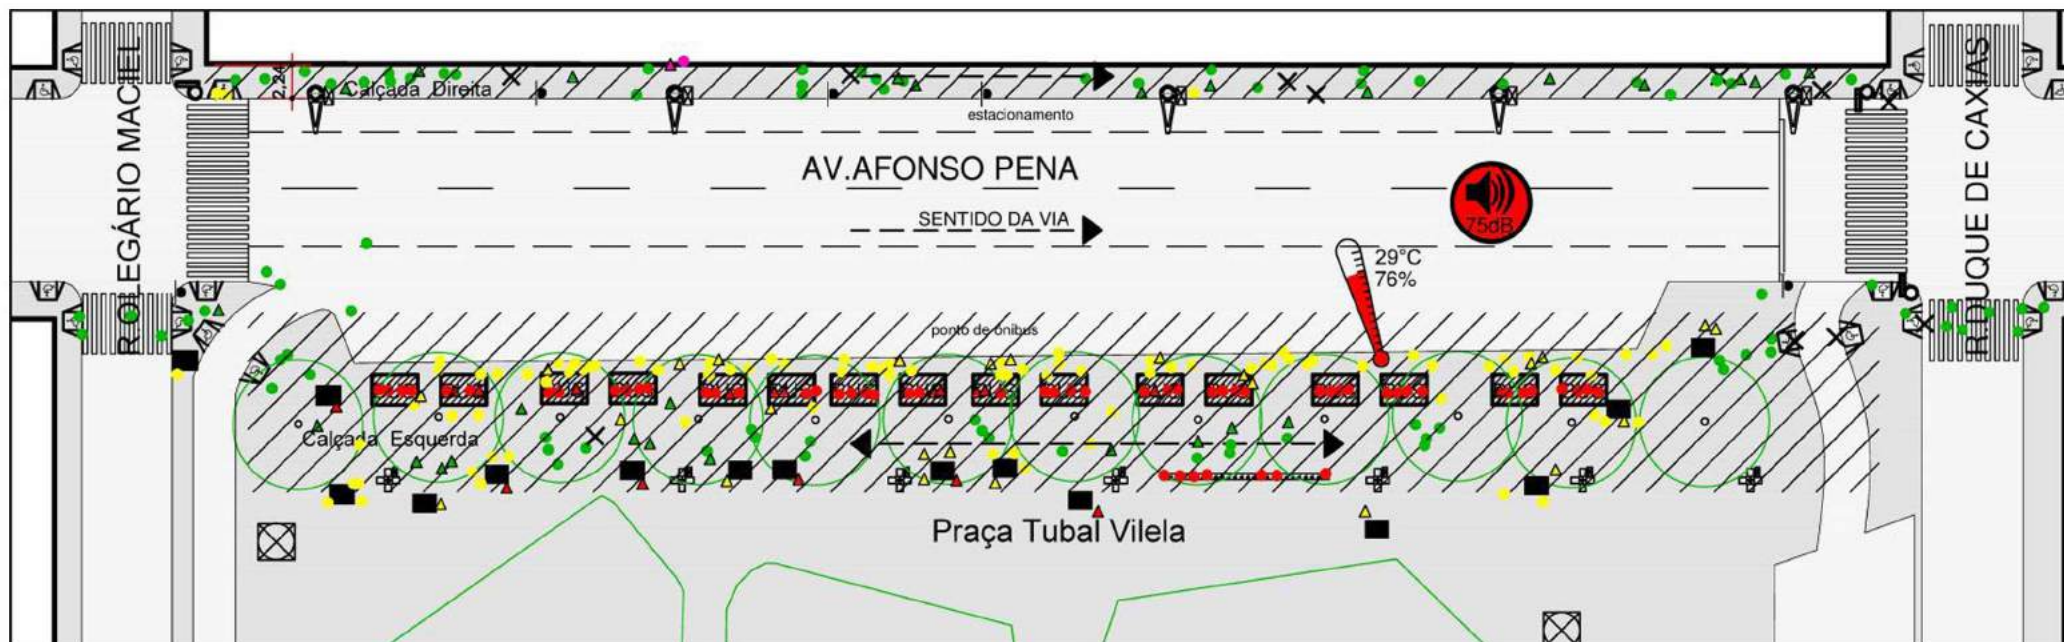 R.OLEGÁRIO MACIEL
2.24
Calçada Direita
estacionamento
AV.AFONSO PENA
SENTIDO DA VIA
75dB
29°C
76%
R.DUQUE DE CAXIAS
ponto de ônibus
Calçada Esquerda
Praça Tubal Vilela